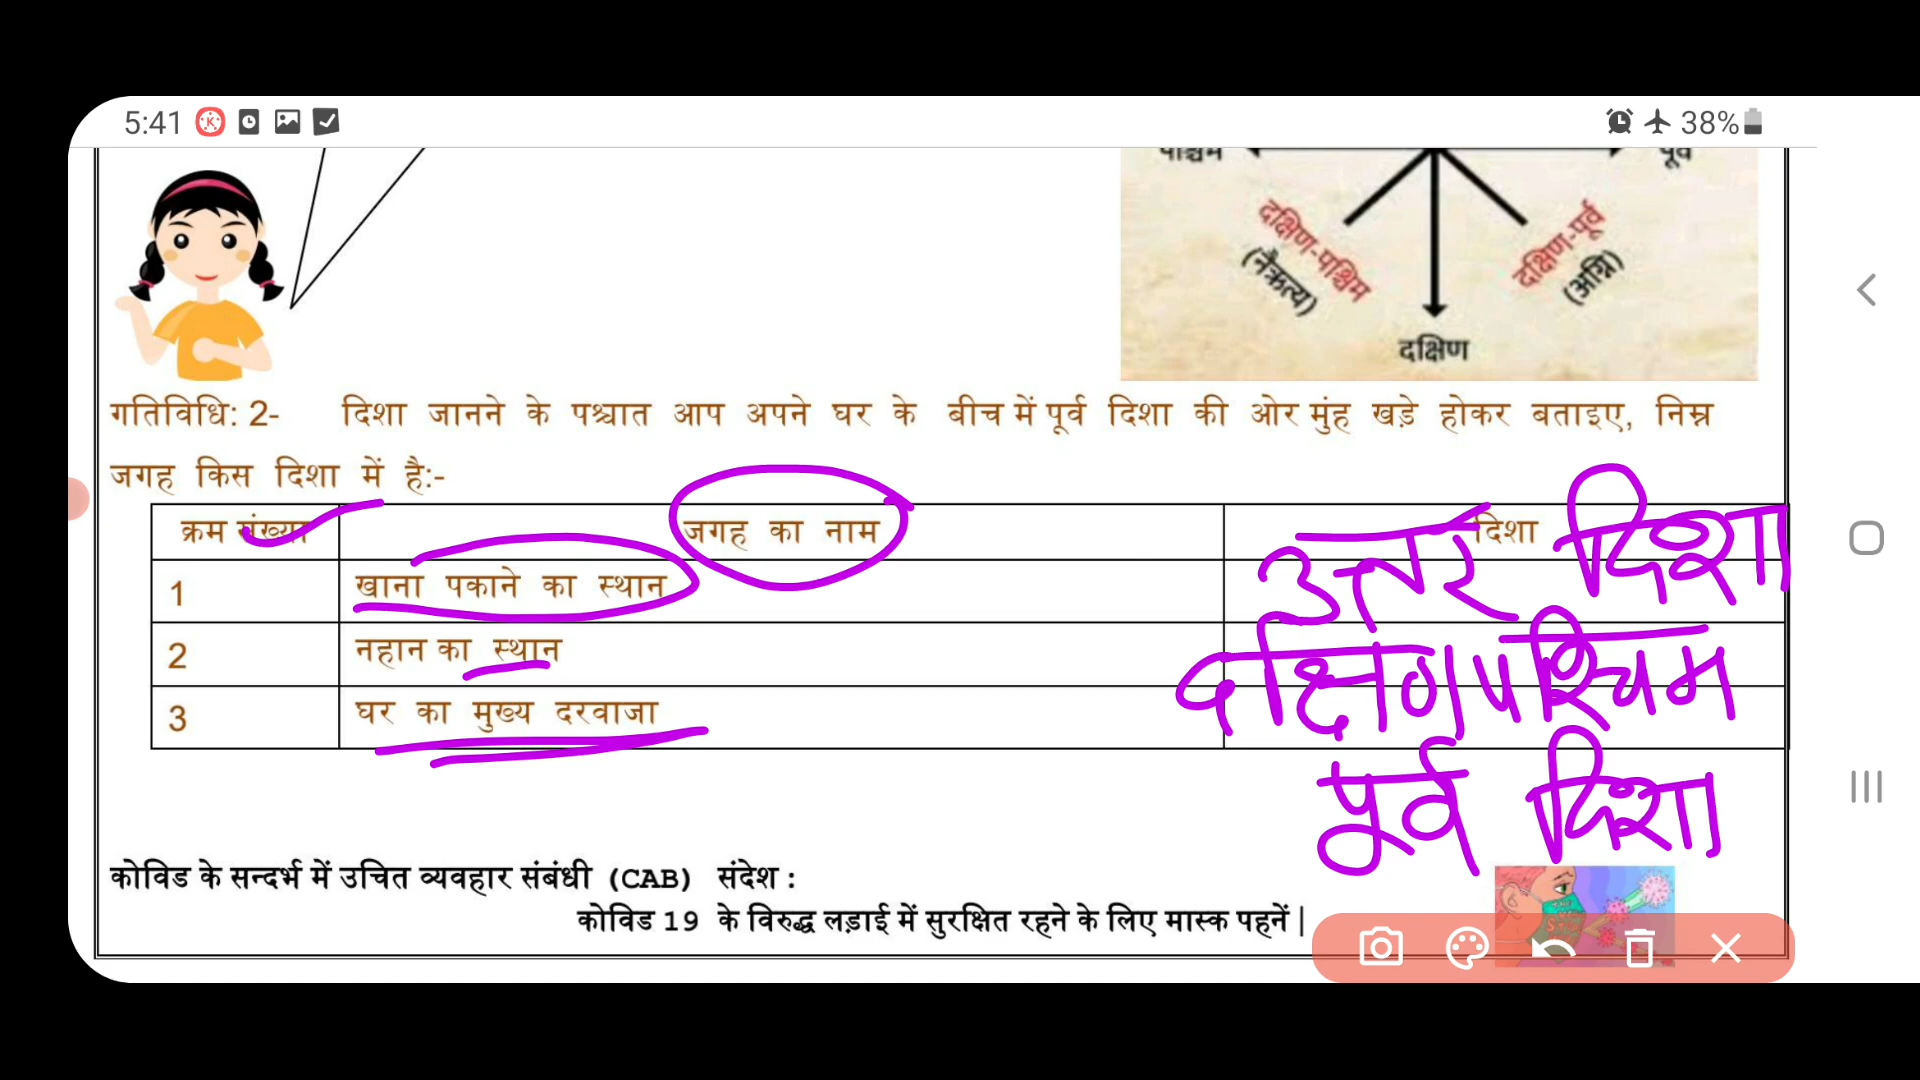 5:41
38%
पश्चिम पूर्व
दक्षिण-पश्चिम
(नैऋत्य)
दक्षिण-पूर्व
(अग्नि)
दक्षिण
गतिविधि: 2- दिशा जानने के पश्चात आप अपने घर के बीच में पूर्व दिशा की ओर मुंह खड़े होकर बताइए, निम्न
जगह किस दिशा में है:-
क्रम संख्या जगह का नाम दिशा
1 खाना पकाने का स्थान उत्तर दिशा
2 नहान का स्थान दक्षिण पश्चिम
3 घर का मुख्य दरवाजा
पूर्व दिशा
कोविड के सन्दर्भ में उचित व्यवहार संबंधी (CAB) संदेश :
कोविड 19 के विरुद्ध लड़ाई में सुरक्षित रहने के लिए मास्क पहनें |